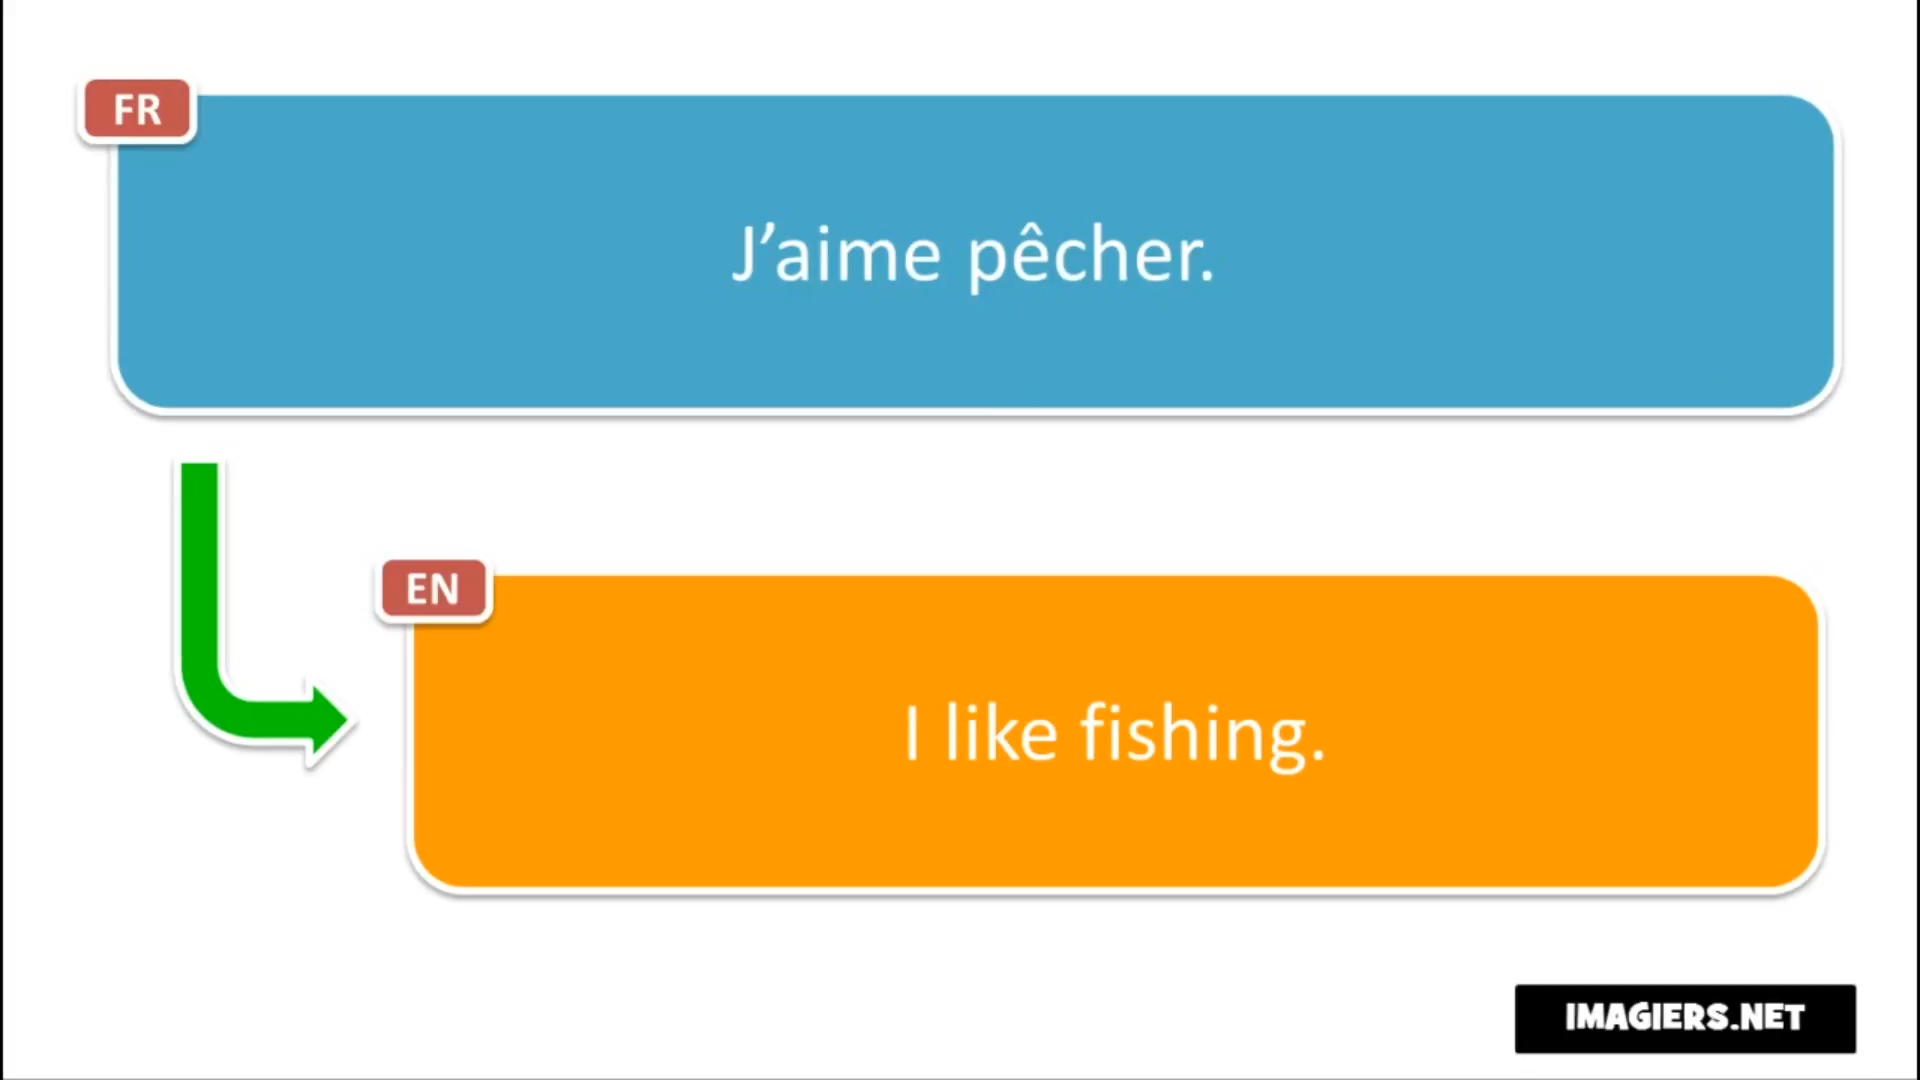 FR
J’aime pêcher.
EN
I like fishing.
IMAGIERS.NET